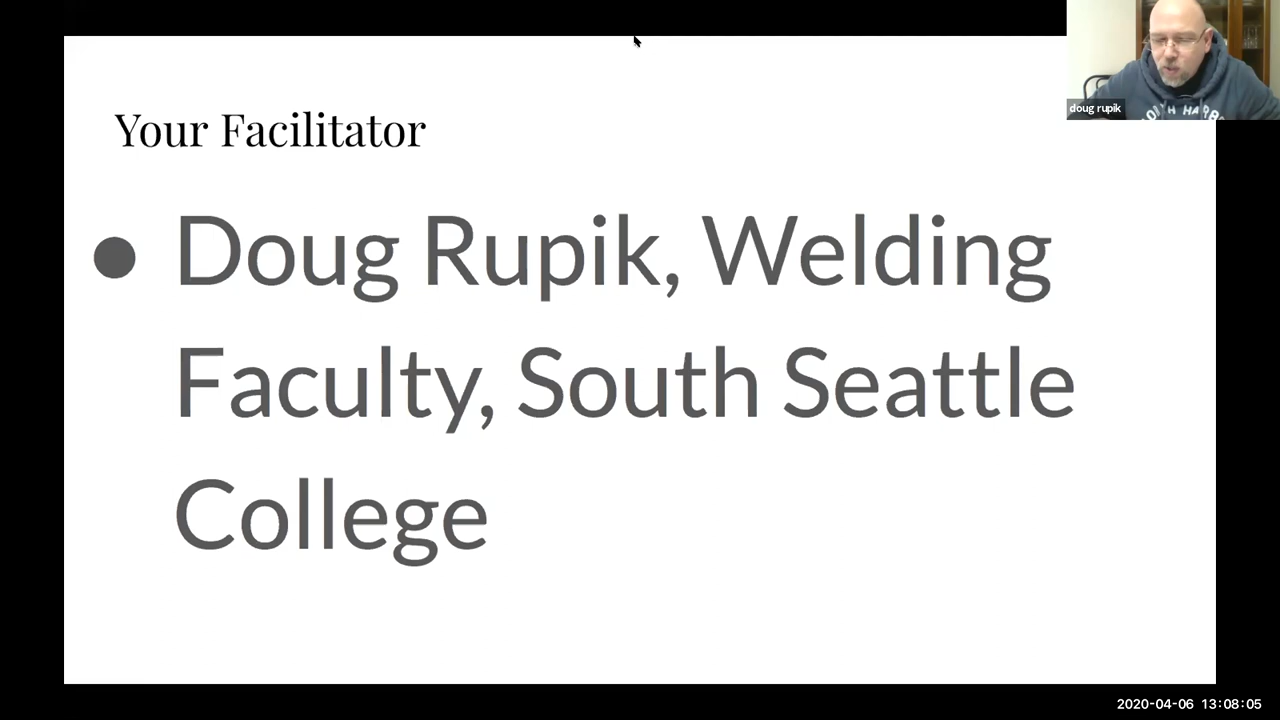 doug rupik
Your Facilitator
● Doug Rupik, Welding
Faculty, South Seattle
College
2020-04-06 13:08:05